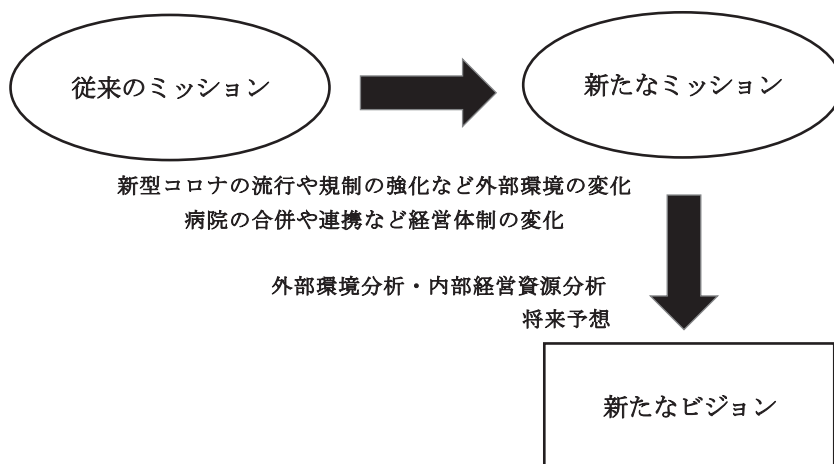 従来のミッション
新たなミッション
新型コロナの流行や規制の強化など外部環境の変化
病院の合併や連携など経営体制の変化
外部環境分析・内部経営資源分析
将来予想
新たなビジョン